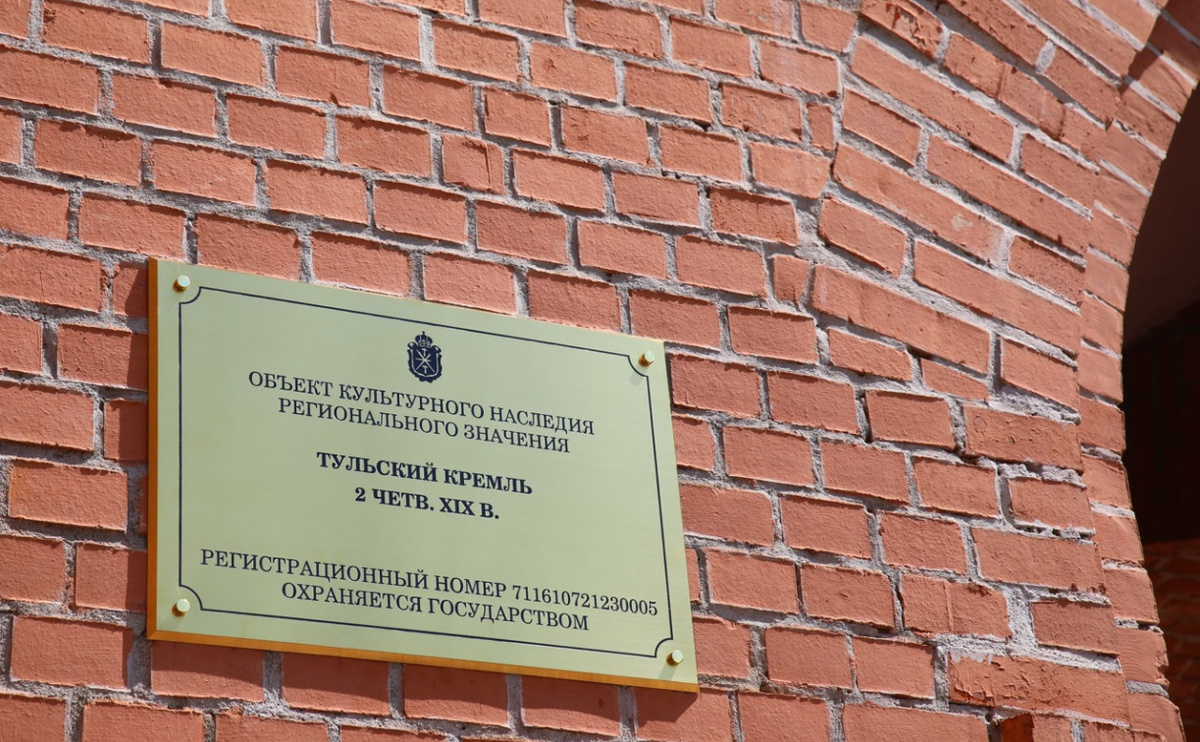 ОБЪЕКТ КУЛЬТУРНОГО НАСЛЕДИЯ
РЕГИОНАЛЬНОГО ЗНАЧЕНИЯ
ТУЛЬСКИЙ КРЕМЛЬ
2 ЧЕТВ. XIX В.
РЕГИСТРАЦИОННЫЙ НОМЕР 711610721230005
ОХРАНЯЕТСЯ ГОСУДАРСТВОМ